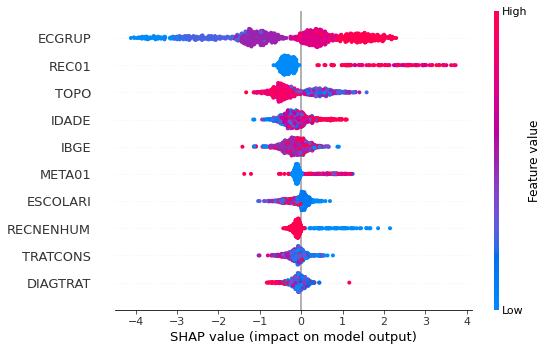 High
ECGRUP
REC01
TOPO
IDADE
IBGE
META01
ESCOLARI
RECNENHUM
TRATCONS
DIAGTRAT
Feature value
Low
−4 −3 −2 −1 0 1 2 3 4
SHAP value (impact on model output)